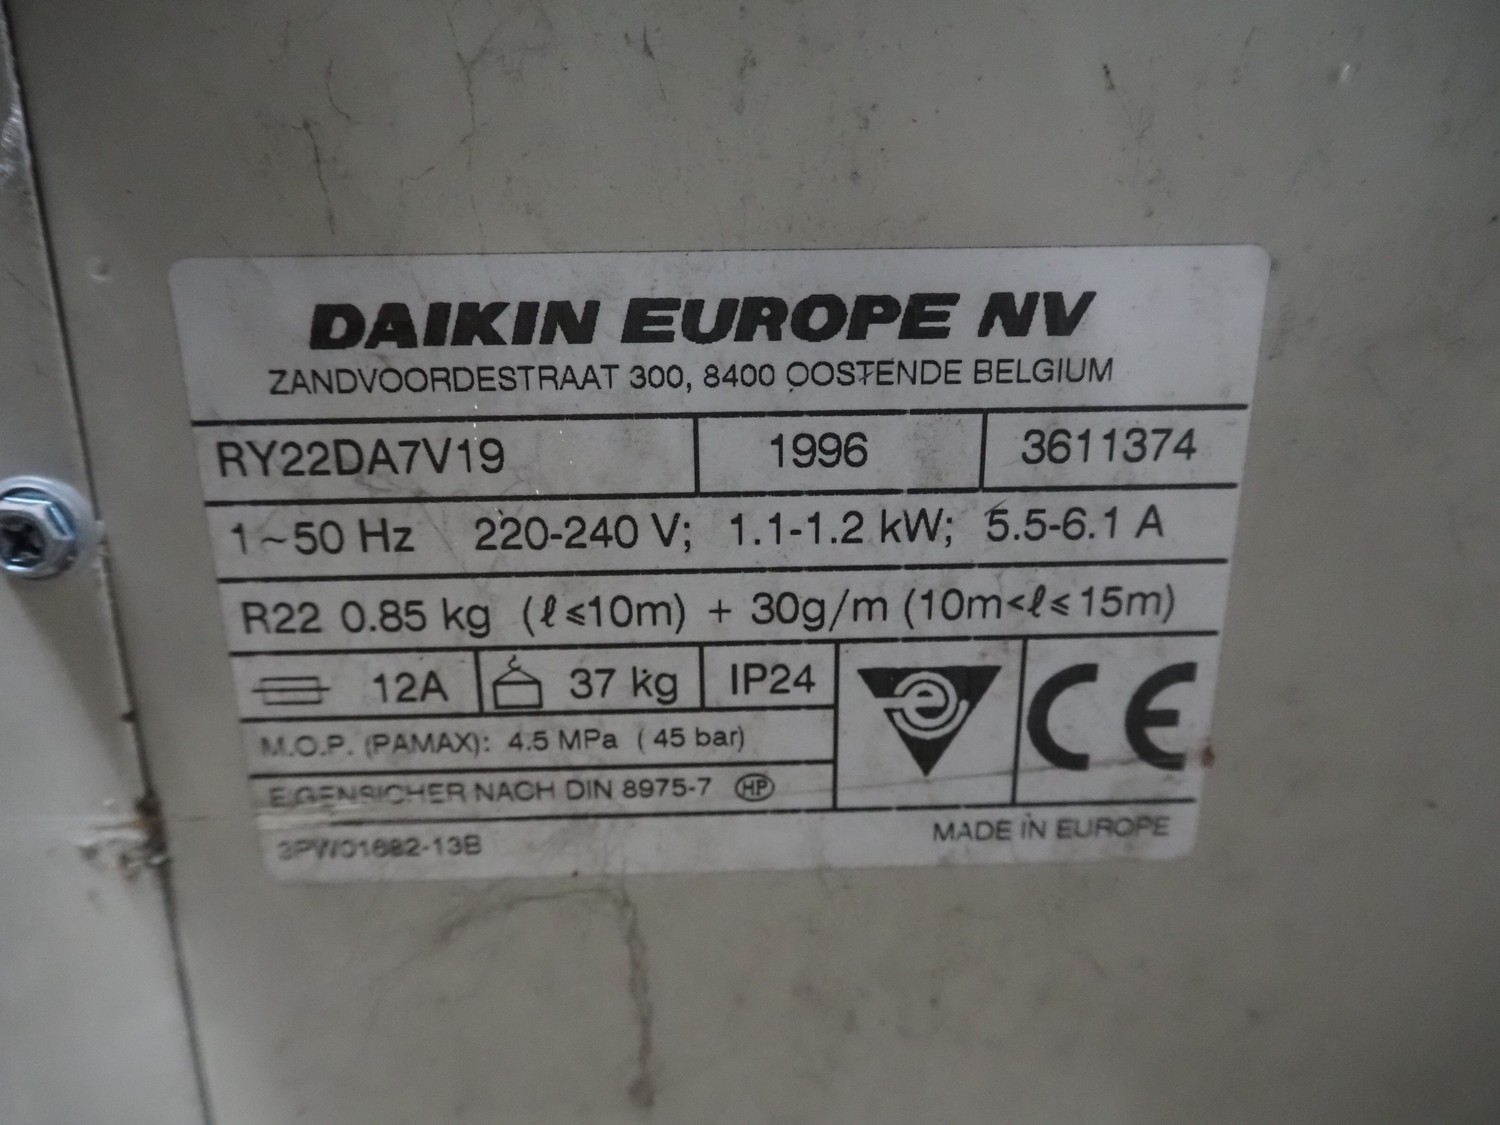 DAIKIN EUROPE NV
ZANDVOORDESTRAAT 300, 8400 OOSTENDE BELGIUM
RY22DA7V19 1996 3611374
1~50 Hz 220-240 V; 1.1-1.2 kW; 5.5-6.1 A
R22 0.85 kg (ℓ≤10m) + 30g/m (10m<ℓ≤15m)
12A 37 kg IP24 e CE
M.O.P. (PAMAX): 4.5 MPa (45 bar)
EIGENSICHER NACH DIN 8975-7 HP
3PW01682-13B MADE IN EUROPE